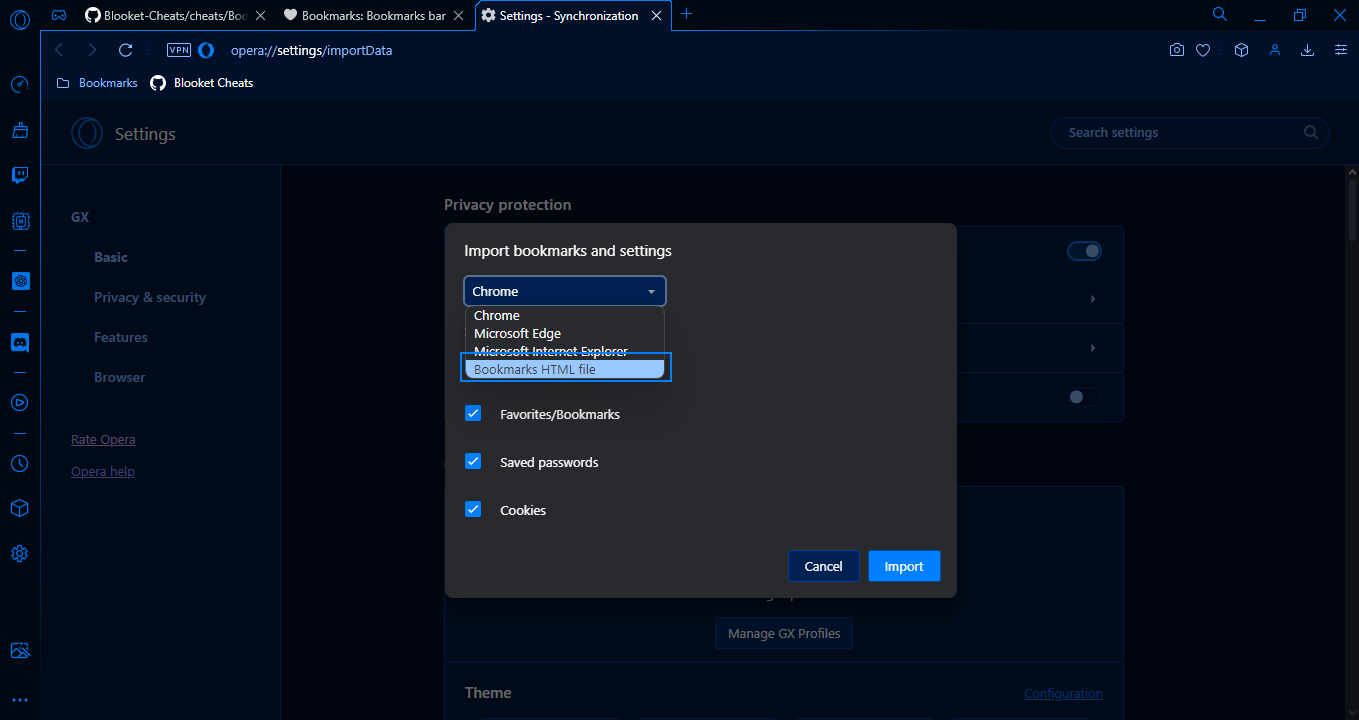 Blooket-Cheats/cheats/Boo
Bookmarks: Bookmarks bar
Settings - Synchronization
VPN
opera://settings/importData
Bookmarks
Blooket Cheats
Settings
Search settings
GX
Basic
Privacy & security
Features
Browser
Rate Opera
Opera help
Privacy protection
Import bookmarks and settings
Chrome
Chrome
Microsoft Edge
Microsoft Internet Explorer
Bookmarks HTML file
Favorites/Bookmarks
Saved passwords
Cookies
Cancel
Import
Manage GX Profiles
Theme
Configuration